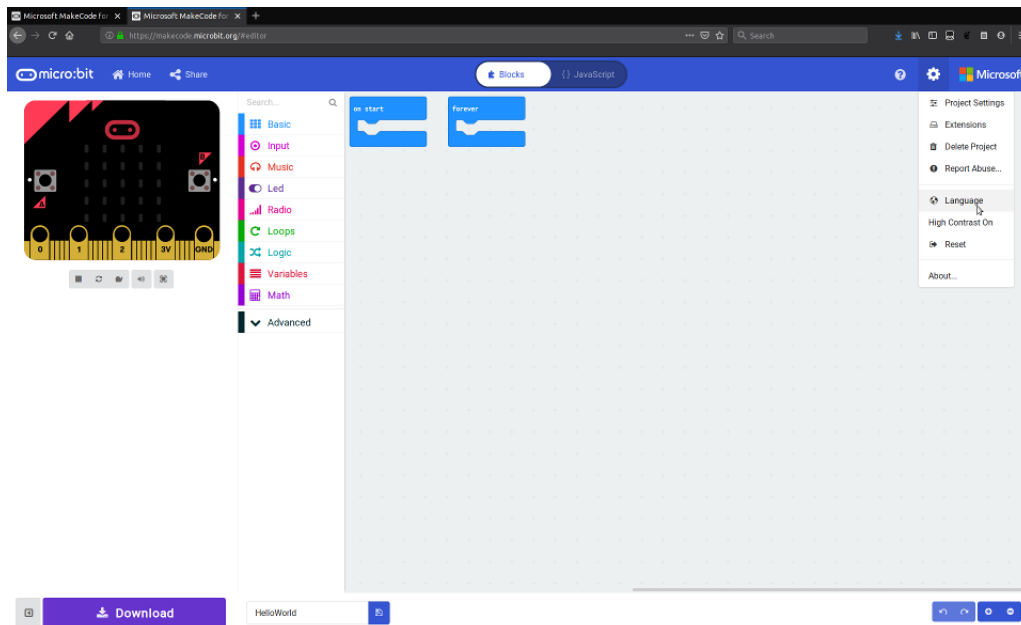 Microsoft MakeCode for
Microsoft MakeCode for
https://makecode.microbit.org/#editor
Search
micro:bit
Home
Share
Blocks
{} JavaScript
Microsoft
Search...
Basic
Input
Music
Led
Radio
Loops
Logic
Variables
Math
Advanced
on start
forever
Project Settings
Extensions
Delete Project
Report Abuse...
Language
High Contrast On
Reset
About...
B
A
0 1 2 3V GND
Download
HelloWorld